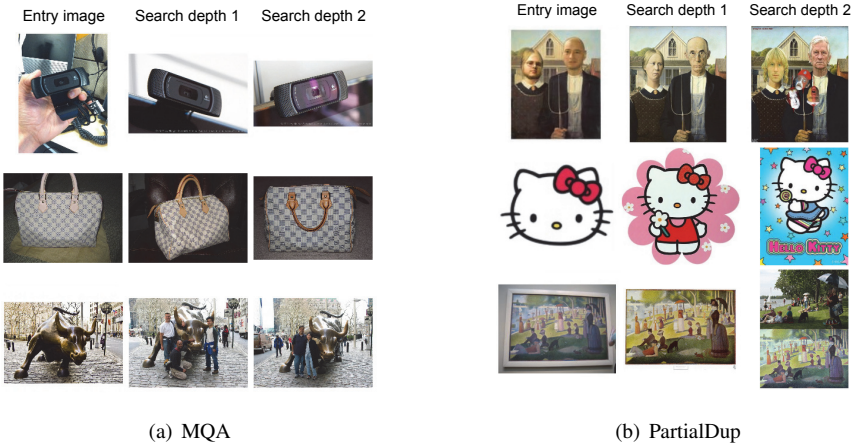 Entry image Search depth 1 Search depth 2
Entry image Search depth 1 Search depth 2
HELLO KITTY
(a) MQA
(b) PartialDup